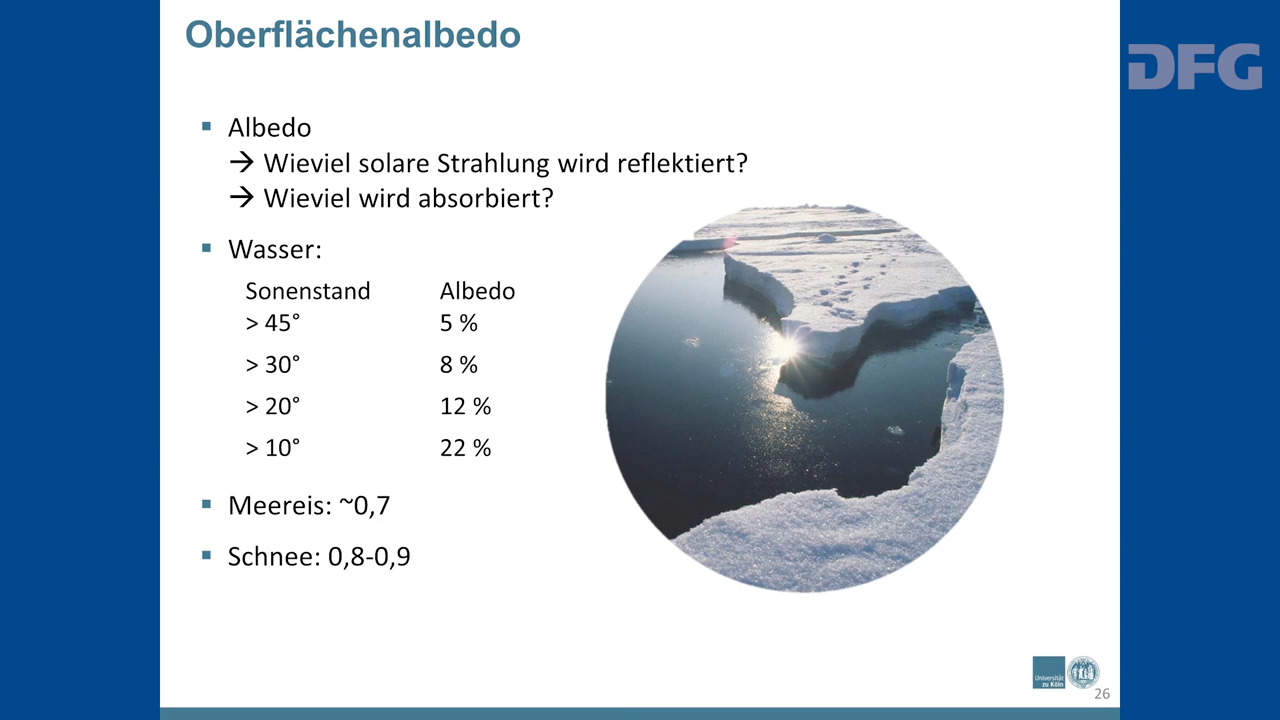 Oberflächenalbedo
DFG
▪ Albedo
→ Wieviel solare Strahlung wird reflektiert?
→ Wieviel wird absorbiert?
▪ Wasser:
Sonenstand Albedo
> 45° 5 %
> 30° 8 %
> 20° 12 %
> 10° 22 %
▪ Meereis: ~0,7
▪ Schnee: 0,8-0,9
Universität
zu Köln
26